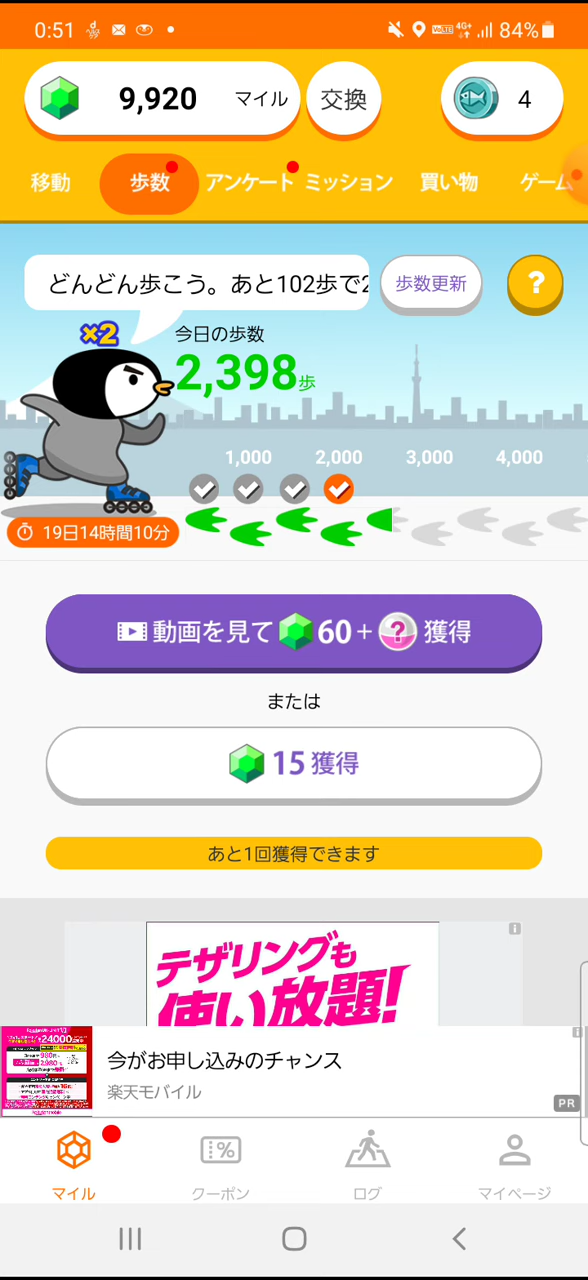 0:51
4G+
84%
9,920 マイル
交換
4
移動
歩数
アンケート
ミッション
買い物
ゲーム
どんどん歩こう。あと102歩で2
歩数更新
?
×2
今日の歩数
2,398歩
1,000 2,000 3,000 4,000
19日14時間10分
動画を見て 60 + ? 獲得
または
15 獲得
あと1回獲得できます
テザリングも
使い放題!
今がお申し込みのチャンス
楽天モバイル
PR
マイル
クーポン
ログ
マイページ